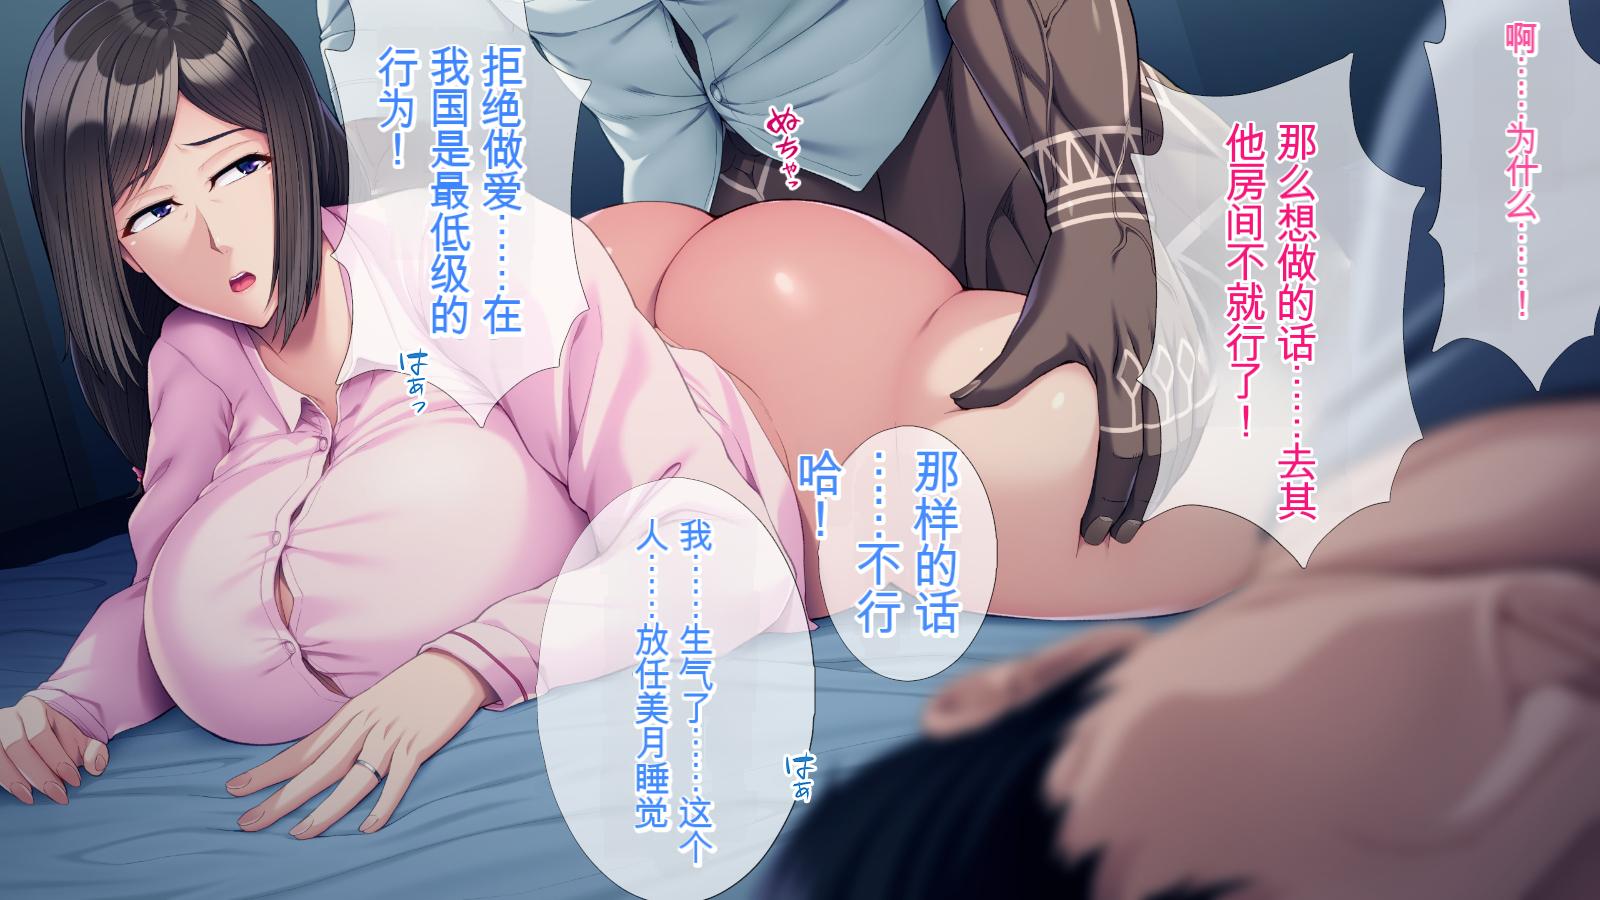 啊……为什么……!
那么想做的话……去其
他房间不就行了!
ぬちゃっ
拒绝做爱……在
我国是最低级的
行为!
はぁっ
那样的话
……不行
哈!
我……生气了……这个
人……放任美月睡觉
はぁ